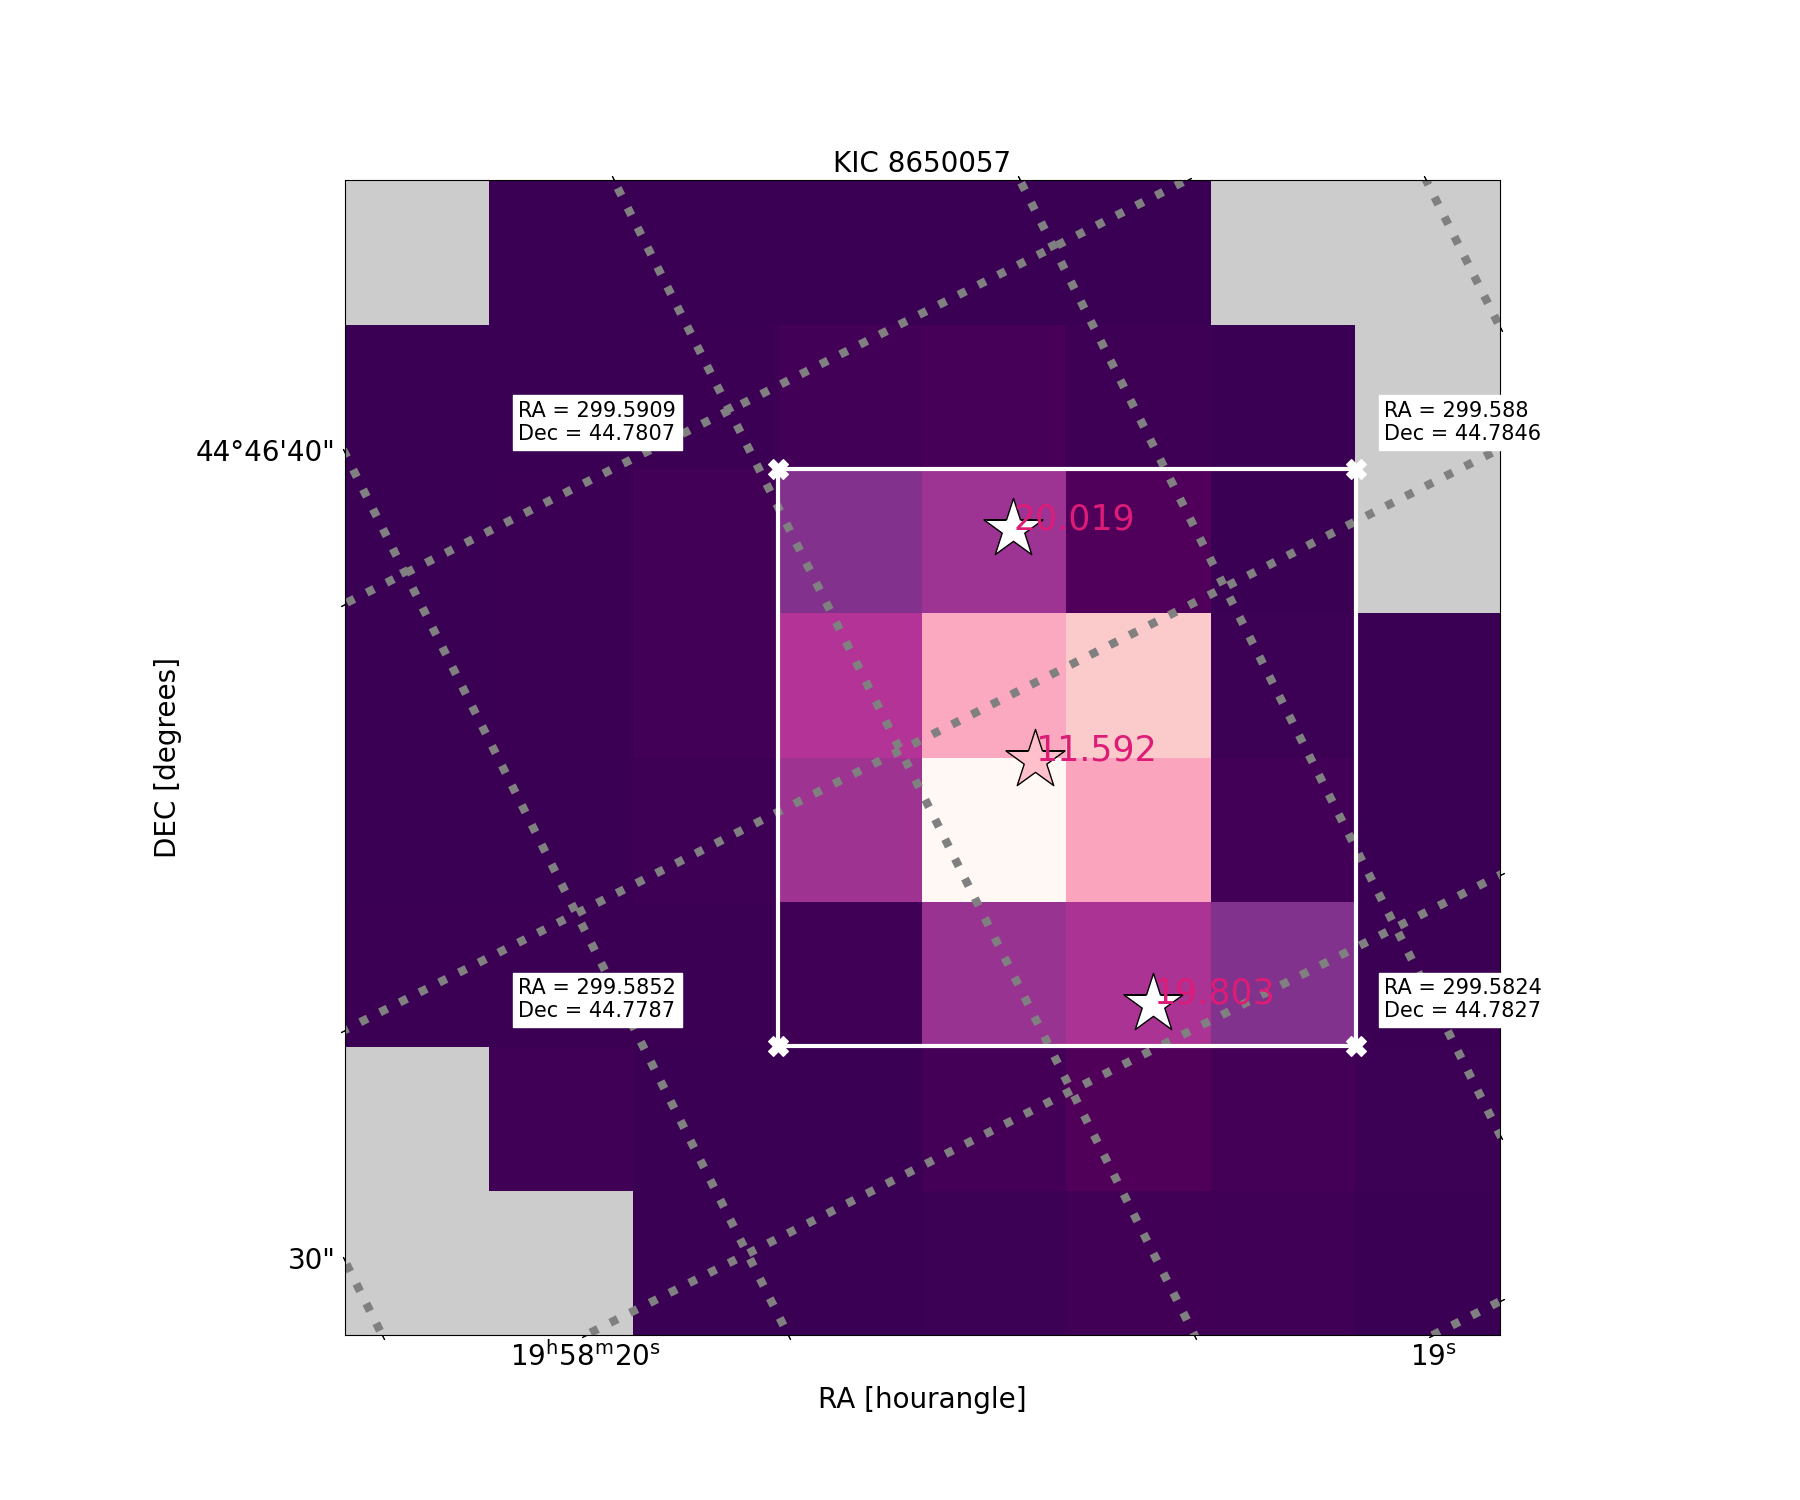 KIC 8650057
RA = 299.5909
Dec = 44.7807
RA = 299.588
Dec = 44.7846
44°46'40"
20.019
DEC [degrees]
11.592
RA = 299.5852
Dec = 44.7787
19.803
RA = 299.5824
Dec = 44.7827
30"
19h58m20s
19s
RA [hourangle]